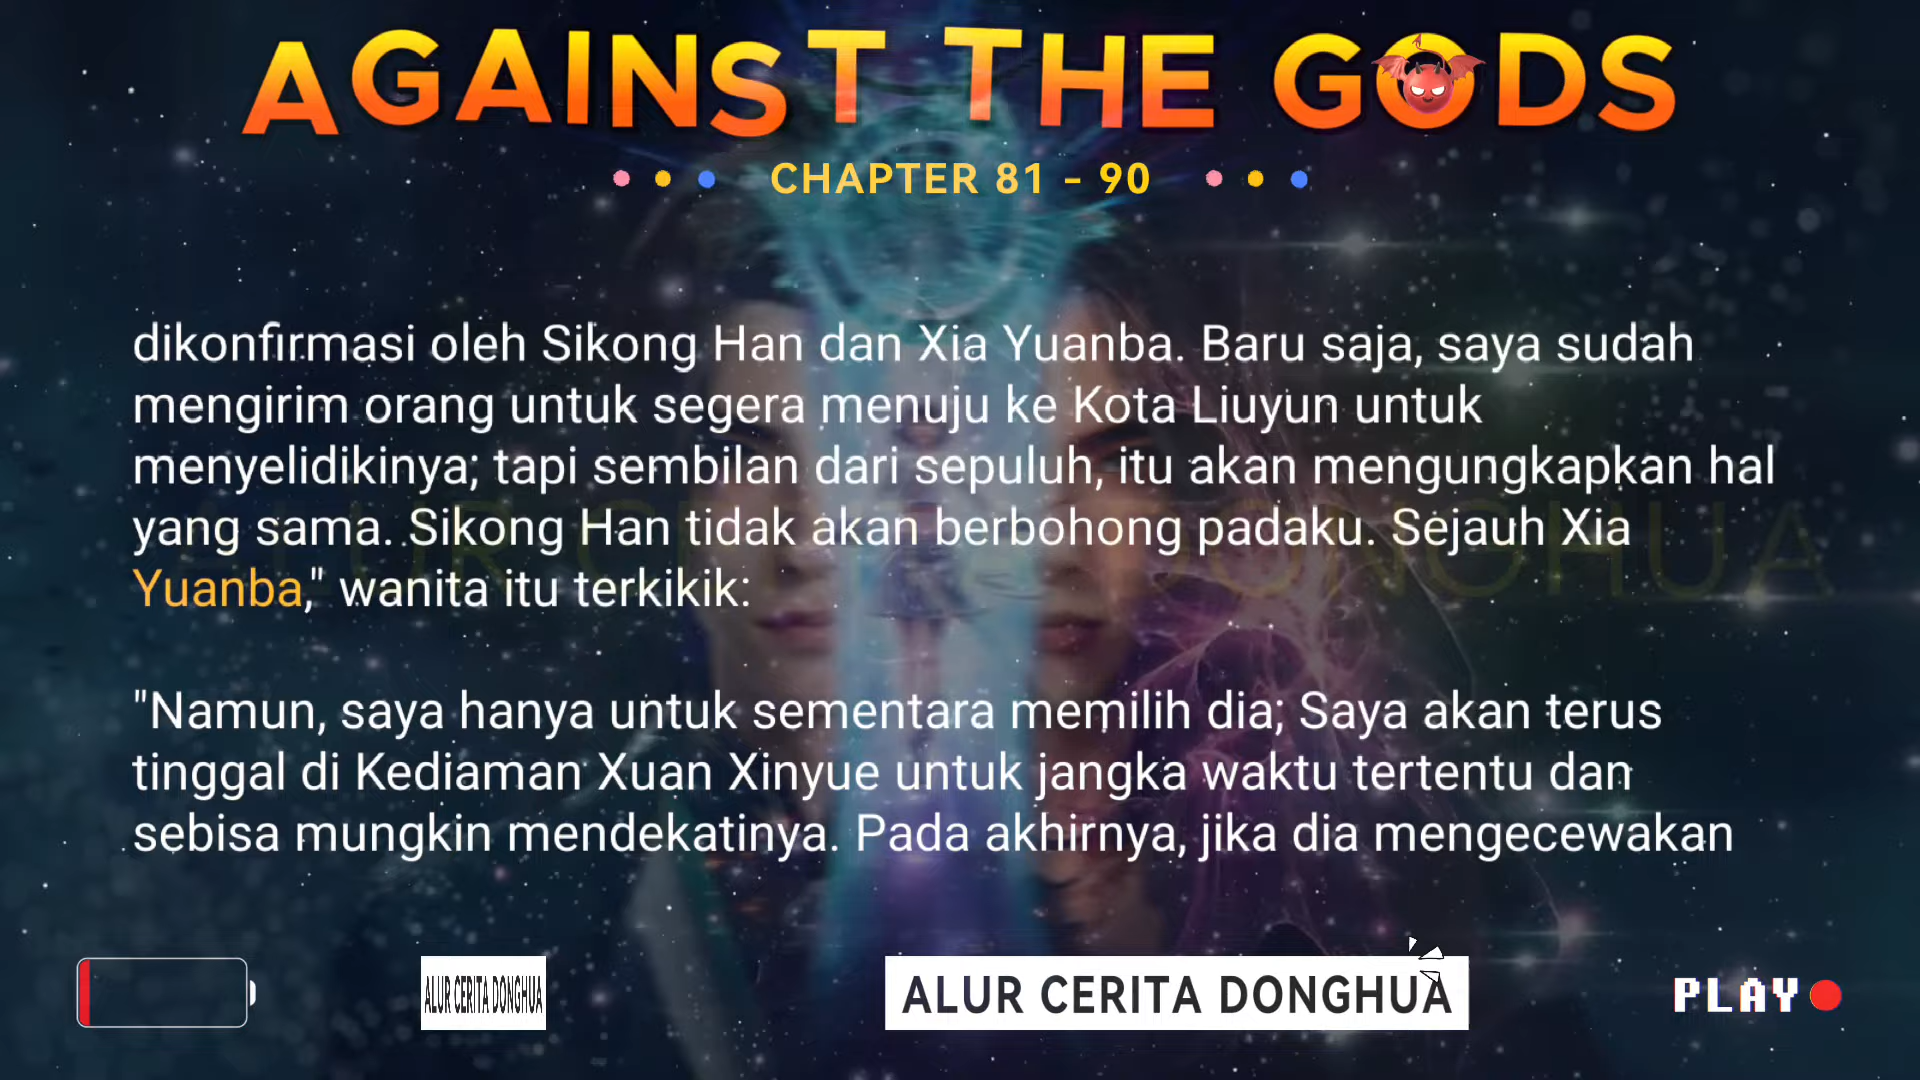 AGAINST THE GODS
CHAPTER 81 - 90
dikonfirmasi oleh Sikong Han dan Xia Yuanba. Baru saja, saya sudah
mengirim orang untuk segera menuju ke Kota Liuyun untuk
menyelidikinya; tapi sembilan dari sepuluh, itu akan mengungkapkan hal
yang sama. Sikong Han tidak akan berbohong padaku. Sejauh Xia
Yuanba," wanita itu terkikik:
"Namun, saya hanya untuk sementara memilih dia; Saya akan terus
tinggal di Kediaman Xuan Xinyue untuk jangka waktu tertentu dan
sebisa mungkin mendekatinya. Pada akhirnya, jika dia mengecewakan
ALUR CERITA DONGHUA
ALUR CERITA DONGHUA
PLAY